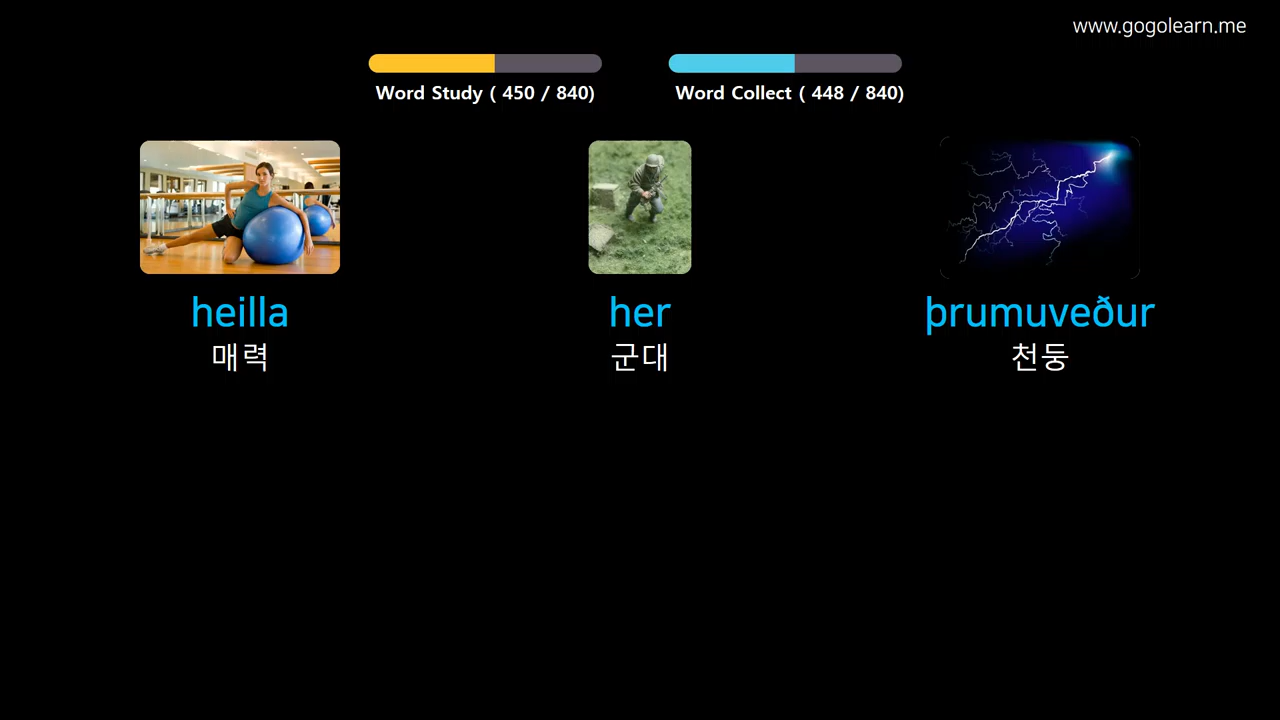 www.gogolearn.me
Word Study ( 450 / 840)
Word Collect ( 448 / 840)
heilla
매력
her
군대
þrumuveður
천둥